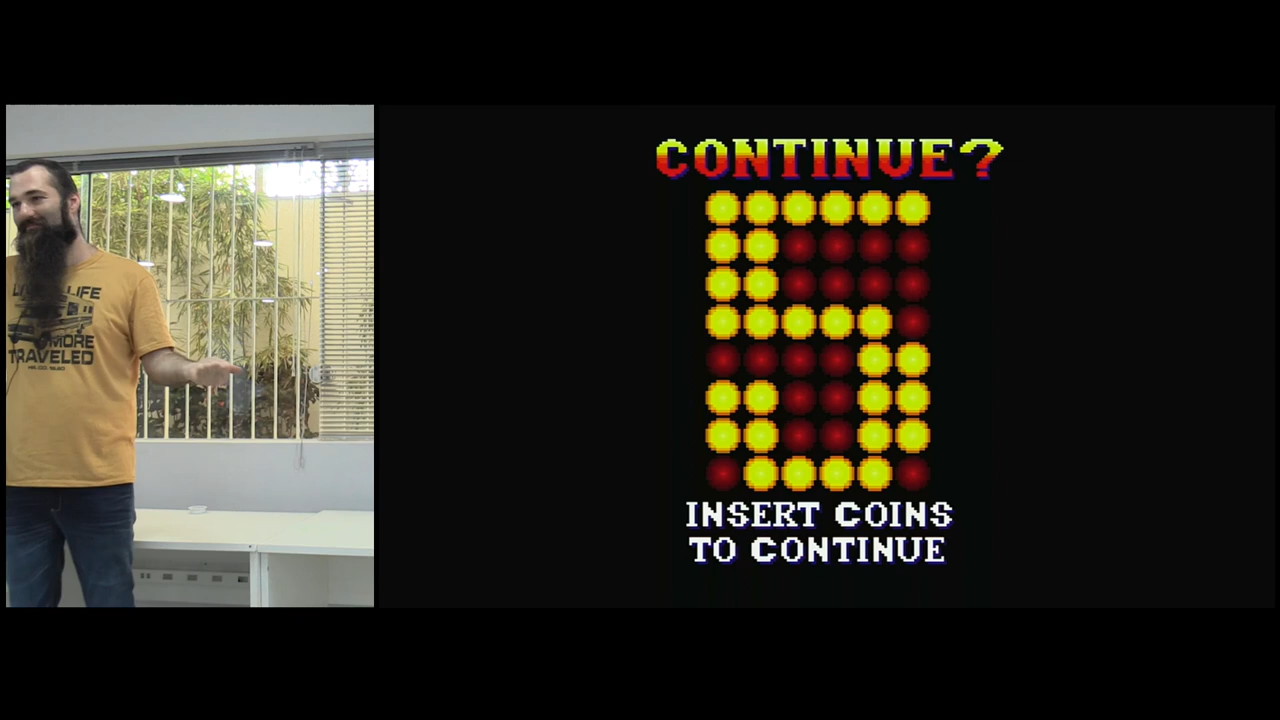 CONTINUE?
5
INSERT COINS
TO CONTINUE
LIFE
MORE
TRAVELED